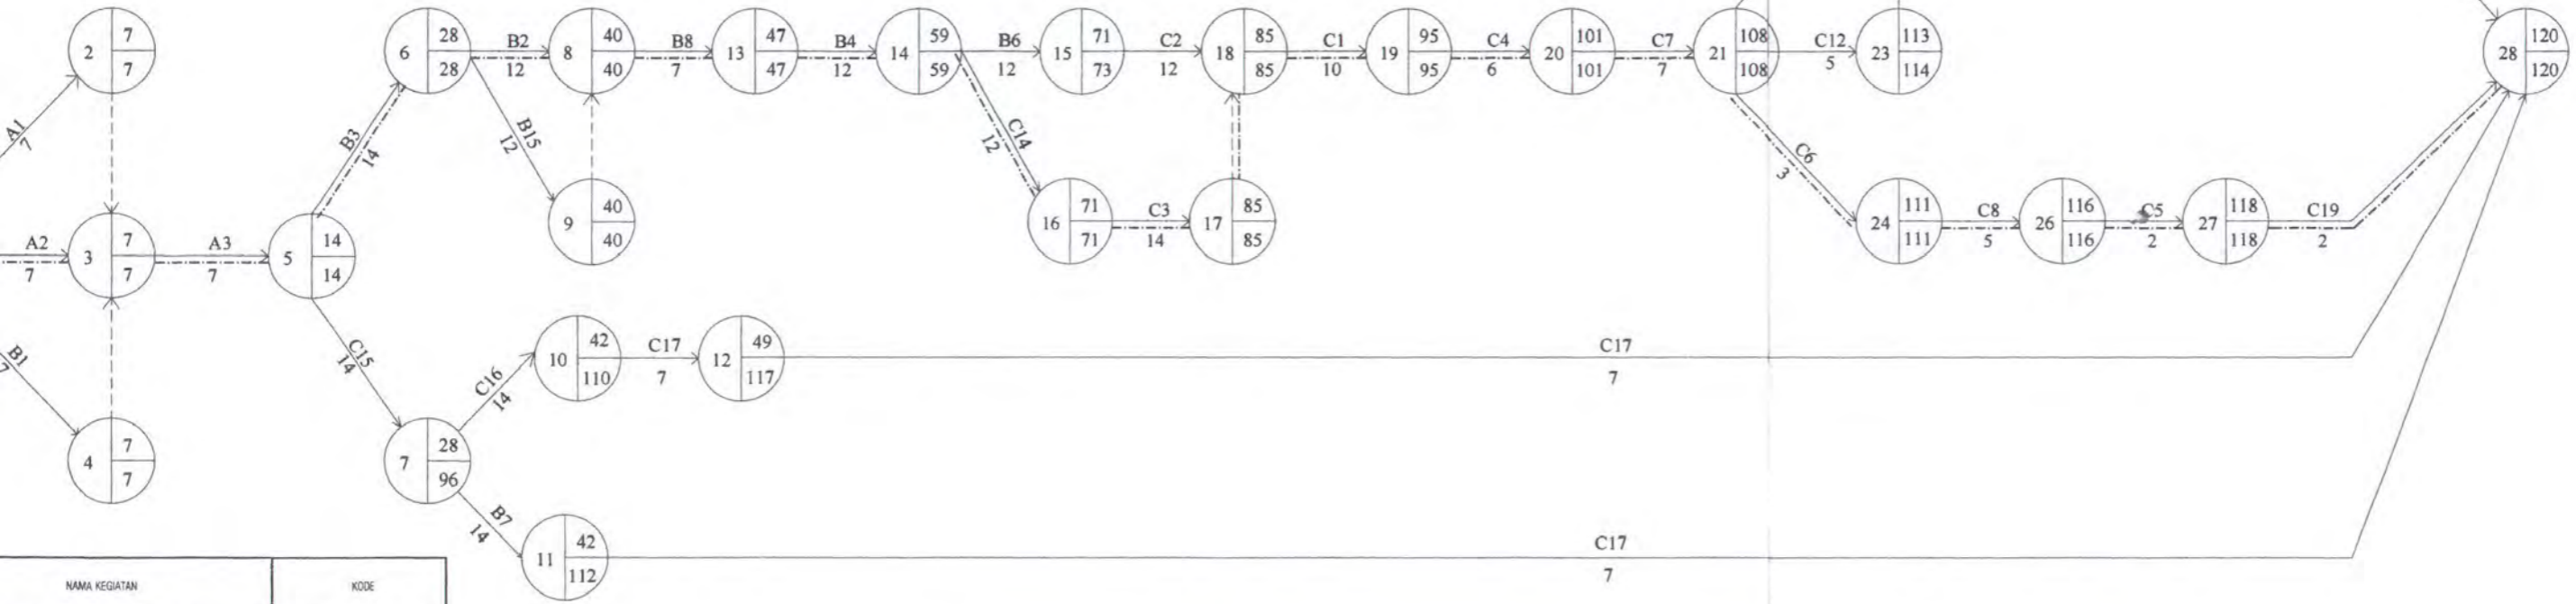 2 7 7
6 28 28
B2 12
8 40 40
B8 7
13 47 47
B4 12
14 59 59
B6 12
15 71 73
C2 12
18 85 85
C1 10
19 95 95
C4 6
20 101 101
C7 7
21 108 108
C12 5
23 113 114
28 120 120
A1 7
B3 14
B15 12
C14 12
C6 3
9 40 40
16 71 71
C3 14
17 85 85
24 111 111
C8 5
26 116 116
C5 2
27 118 118
C19 2
A2 7
3 7 7
A3 7
5 14 14
B1 7
C15 14
10 42 110
C17 7
12 49 117
C17 7
C16 14
4 7 7
7 28 96
B7 14
11 42 112
C17 7
NAMA KEGIATAN KODE